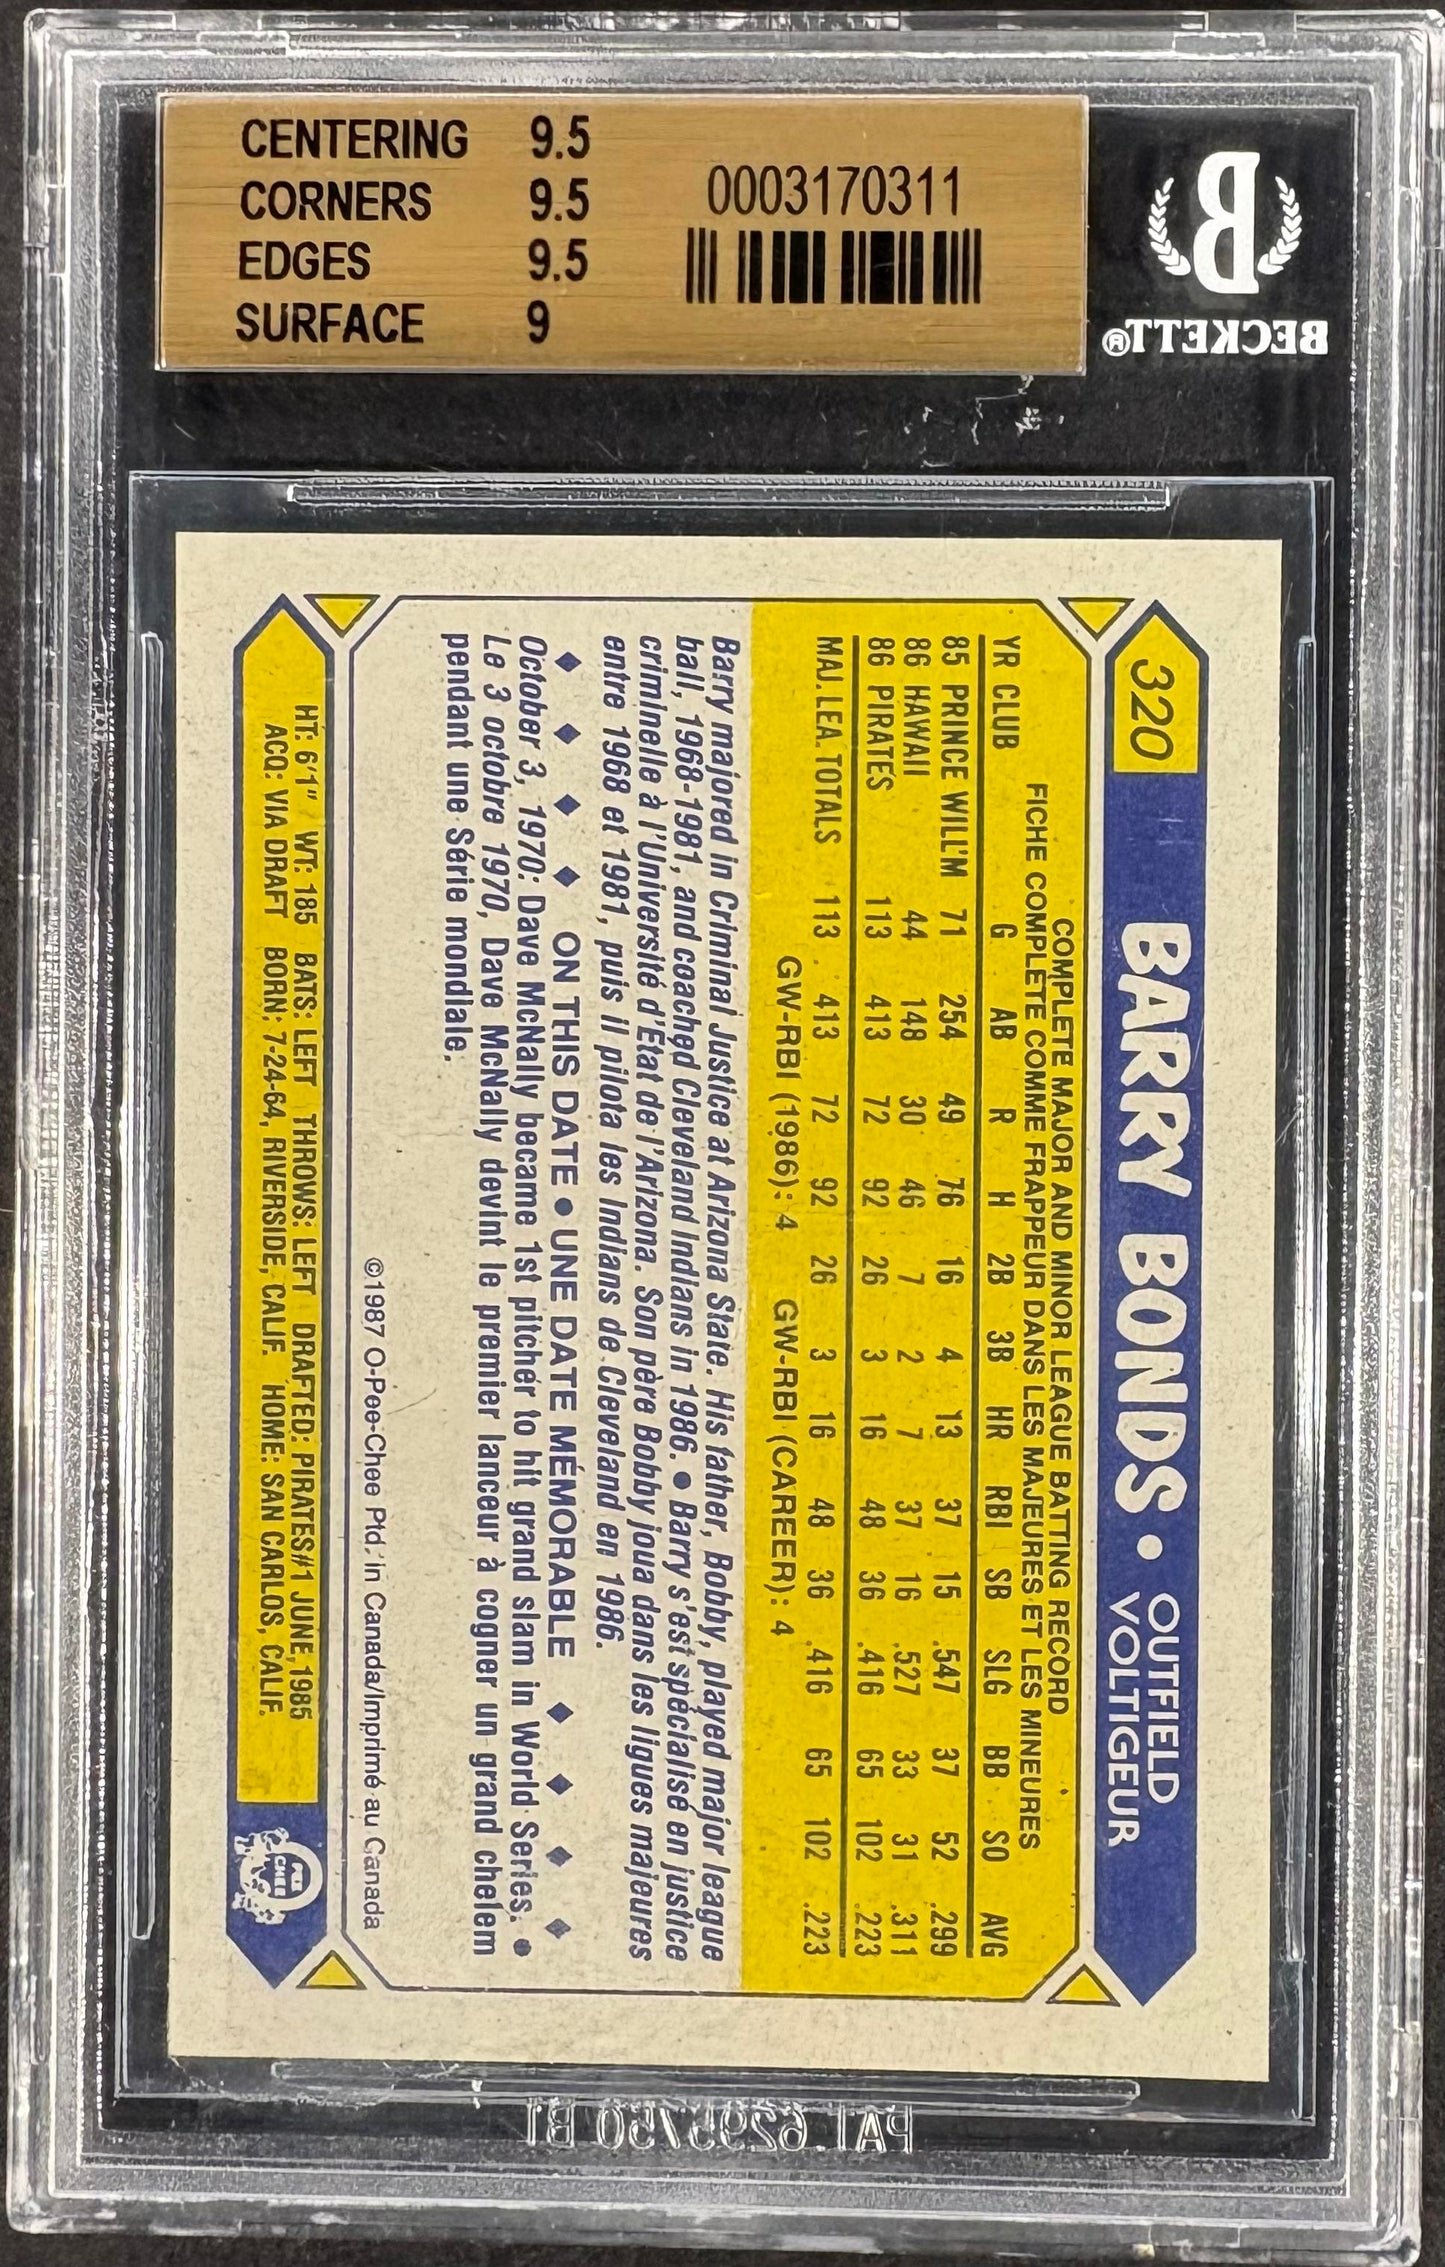 CENTERING 9.5
CORNERS 9.5
EDGES 9.5
SURFACE 9
0003170311
BECKETT®
320 BARRY BONDS • OUTFIELD
VOLTIGEUR
COMPLETE MAJOR AND MINOR LEAGUE BATTING RECORD
FICHE COMPLÈTE COMME FRAPPEUR DANS LES MAJEURES ET LES MINEURES
YR CLUB G AB R H 2B 3B HR RBI SB SLG BB SO AVG
85 PRINCE WILL'M 71 254 49 76 16 4 13 37 15 .547 37 52 .299
86 HAWAII 44 148 30 46 7 2 7 37 16 .527 33 31 .311
86 PIRATES 113 413 72 92 26 3 16 48 36 .416 65 102 .223
MAJ. LEA. TOTALS 113 413 72 92 26 3 16 48 36 .416 65 102 .223
GW-RBI (1986): 4 GW-RBI (CAREER): 4
Barry majored in Criminal Justice at Arizona State. His father, Bobby, played major league
ball, 1968-1981, and coached Cleveland Indians in 1986. • Barry s'est spécialisé en justice
criminelle à l'Université d'Etat de l'Arizona. Son père Bobby joua dans les ligues majeures
entre 1968 et 1981, puis il pilota les Indians de Cleveland en 1986.
♦ ♦ ♦ ♦ ON THIS DATE • UNE DATE MÉMORABLE ♦ ♦ ♦ ♦
October 3, 1970: Dave McNally became 1st pitcher to hit grand slam in World Series. •
Le 3 octobre 1970, Dave McNally devint le premier lanceur à cogner un grand chelem
pendant une Série mondiale.
©1987 O-Pee-Chee Ptd. in Canada/Imprimé au Canada
HT: 6'1" WT: 185 BATS: LEFT THROWS: LEFT DRAFTED: PIRATES#1 JUNE,1985
ACQ: VIA DRAFT BORN: 7-24-64, RIVERSIDE, CALIF. HOME: SAN CARLOS, CALIF.